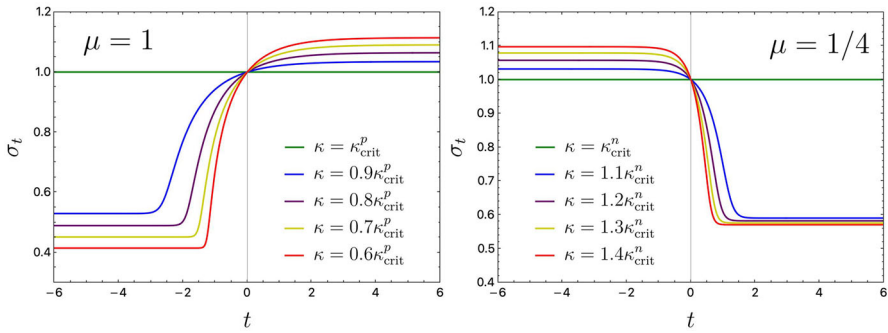 μ = 1
σ_t
1.2
1.0
0.8
0.6
0.4
κ = κ^p_crit
κ = 0.9κ^p_crit
κ = 0.8κ^p_crit
κ = 0.7κ^p_crit
κ = 0.6κ^p_crit
−6 −4 −2 0 2 4 6
t
μ = 1/4
σ_t
1.2
1.1
1.0
0.9
0.8
0.7
0.6
0.5
0.4
κ = κ^n_crit
κ = 1.1κ^n_crit
κ = 1.2κ^n_crit
κ = 1.3κ^n_crit
κ = 1.4κ^n_crit
−6 −4 −2 0 2 4 6
t